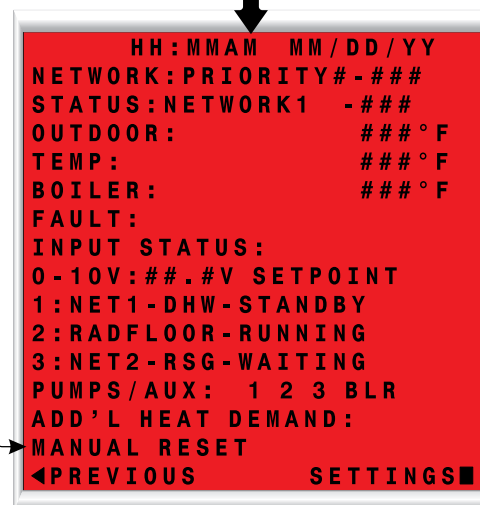 HH:MMAM MM/DD/YY
NETWORK:PRIORITY#-###
STATUS:NETWORK1 -###
OUTDOOR: ###°F
TEMP: ###°F
BOILER: ###°F
FAULT:
INPUT STATUS:
0-10V:##.#V SETPOINT
1:NET1-DHW-STANDBY
2:RADFLOOR-RUNNING
3:NET2-RSG-WAITING
PUMPS/AUX: 1 2 3 BLR
ADD'L HEAT DEMAND:
MANUAL RESET
◀PREVIOUS SETTINGS■